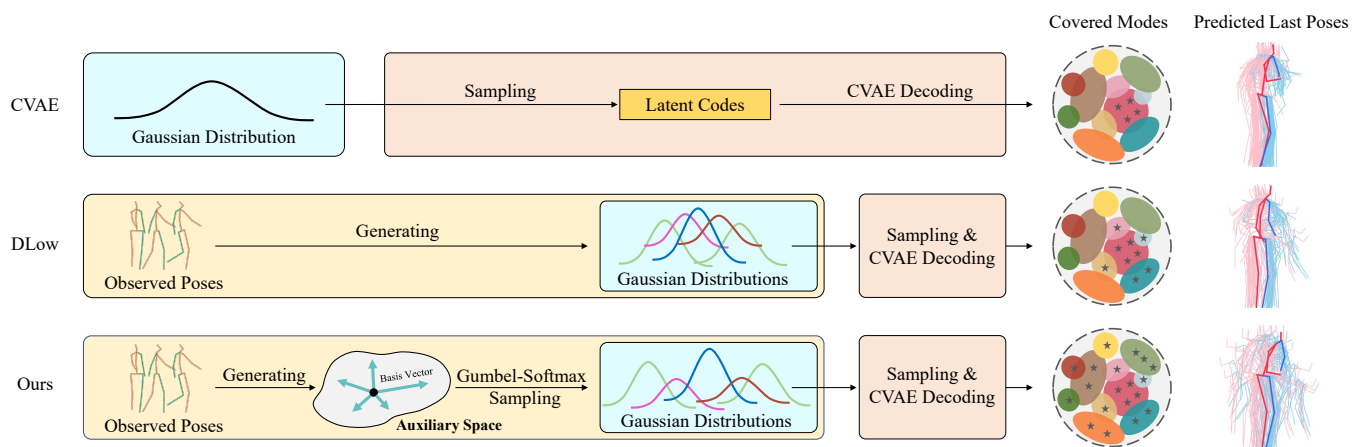 Covered Modes
Predicted Last Poses
CVAE
Gaussian Distribution
Sampling
Latent Codes
CVAE Decoding
DLow
Observed Poses
Generating
Gaussian Distributions
Sampling &
CVAE Decoding
Ours
Observed Poses
Generating
Basis Vector
Auxiliary Space
Gumbel-Softmax
Sampling
Gaussian Distributions
Sampling &
CVAE Decoding